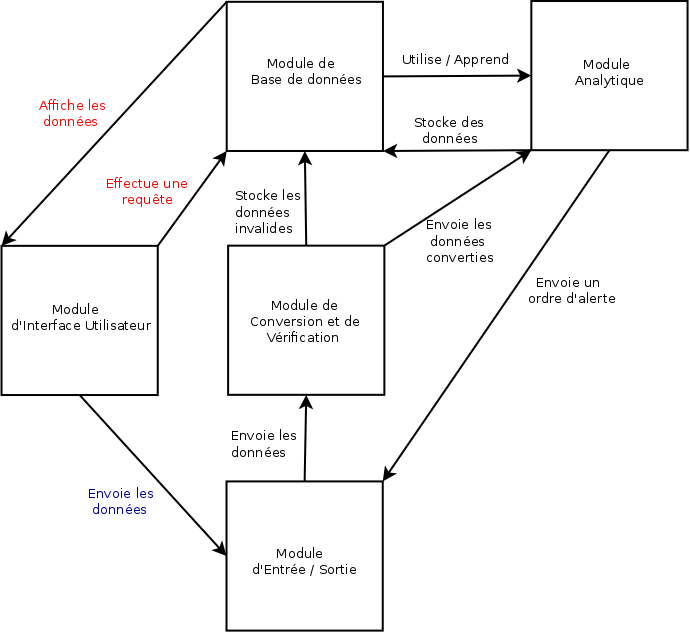 Module de
Base de données
Utilise / Apprend
Module
Analytique
Affiche les
données
Stocke des
données
Effectue une
requête
Stocke les
données
invalides
Envoie les
données
converties
Envoie un
ordre d'alerte
Module
d'Interface Utilisateur
Module de
Conversion et de
Vérification
Envoie les
données
Envoie les
données
Module
d'Entrée / Sortie